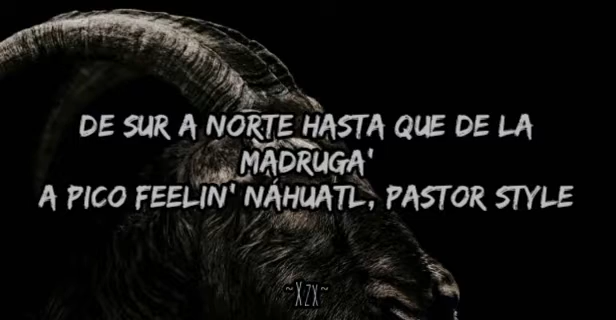 DE SUR A NORTE HASTA QUE DE LA
MADRUGA'
A PICO FEELIN' NÁHUATL, PASTOR STYLE
~XZX~